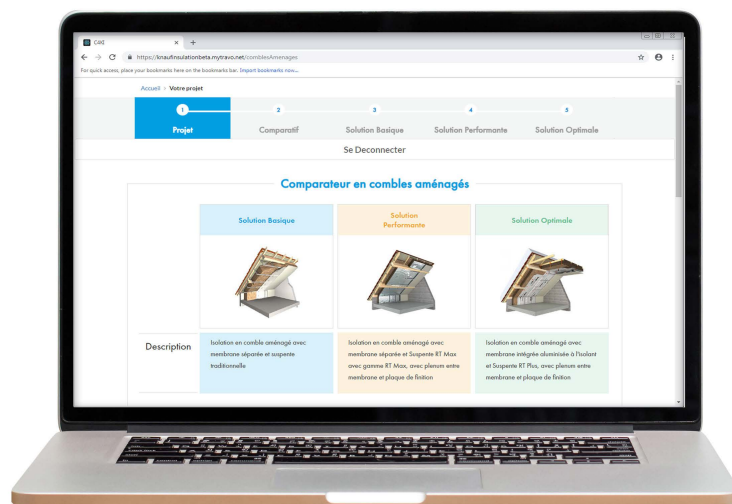 C4KI
https://knaufinsulationbeta.mytravo.net/comblesAmenages
For quick access, place your bookmarks here on the bookmarks bar. Import bookmarks now...
Accueil > Votre projet
1 2 3 4 5
Projet Comparatif Solution Basique Solution Performante Solution Optimale
Se Deconnecter
Comparateur en combles aménagés
Solution Basique
Solution
Performante
Solution Optimale
Description
Isolation en comble aménagé avec
membrane séparée et suspente
traditionnelle
Isolation en comble aménagé avec
membrane séparée et Suspente RT Max
avec gamme RT Max, avec plenum entre
membrane et plaque de finition
Isolation en comble aménagé avec
membrane intégrée aluminisée à l'isolant
et Suspente RT Plus, avec plenum entre
membrane et plaque de finition